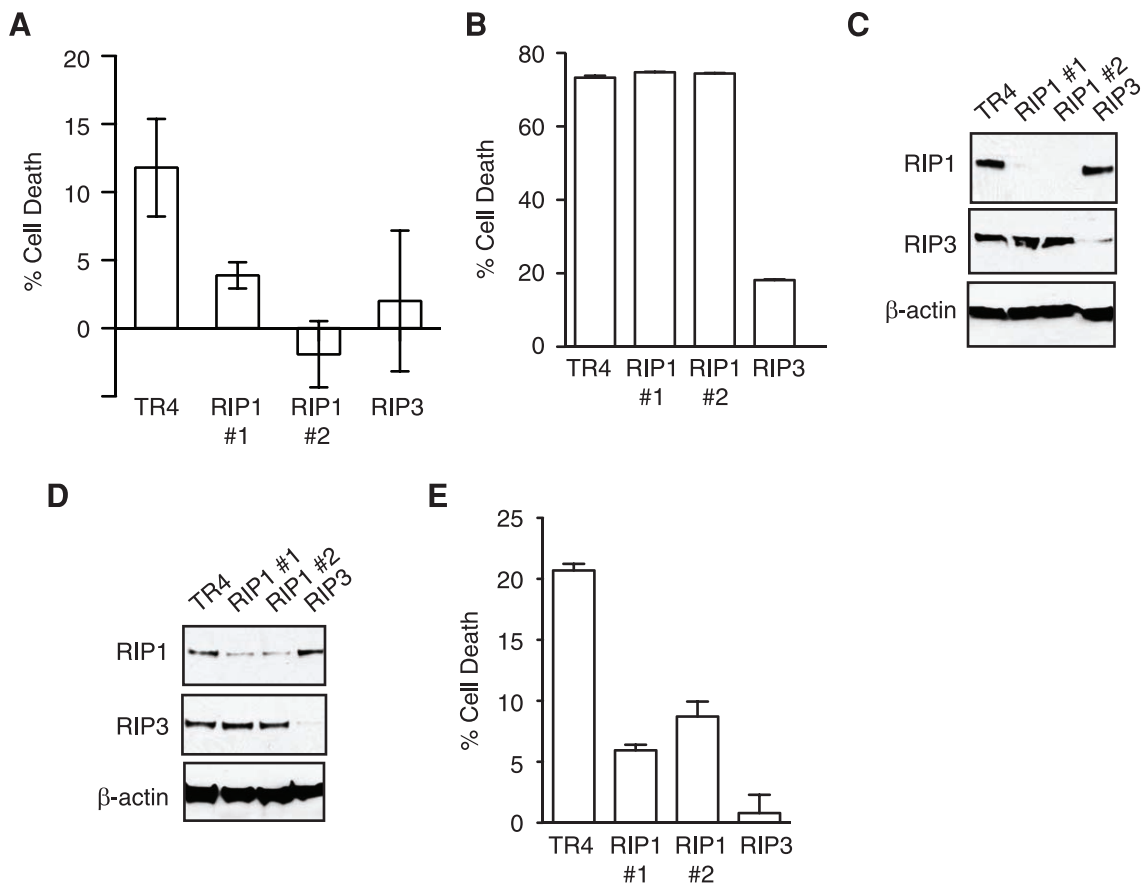 A
20
15
10
5
0
% Cell Death
TR4
RIP1
#1
RIP1
#2
RIP3
B
80
60
40
20
0
% Cell Death
TR4
RIP1
#1
RIP1
#2
RIP3
C
TR4
RIP1 #1
RIP1 #2
RIP3
RIP1
RIP3
β-actin
D
TR4
RIP1 #1
RIP1 #2
RIP3
RIP1
RIP3
β-actin
E
25
20
15
10
5
0
% Cell Death
TR4
RIP1
#1
RIP1
#2
RIP3